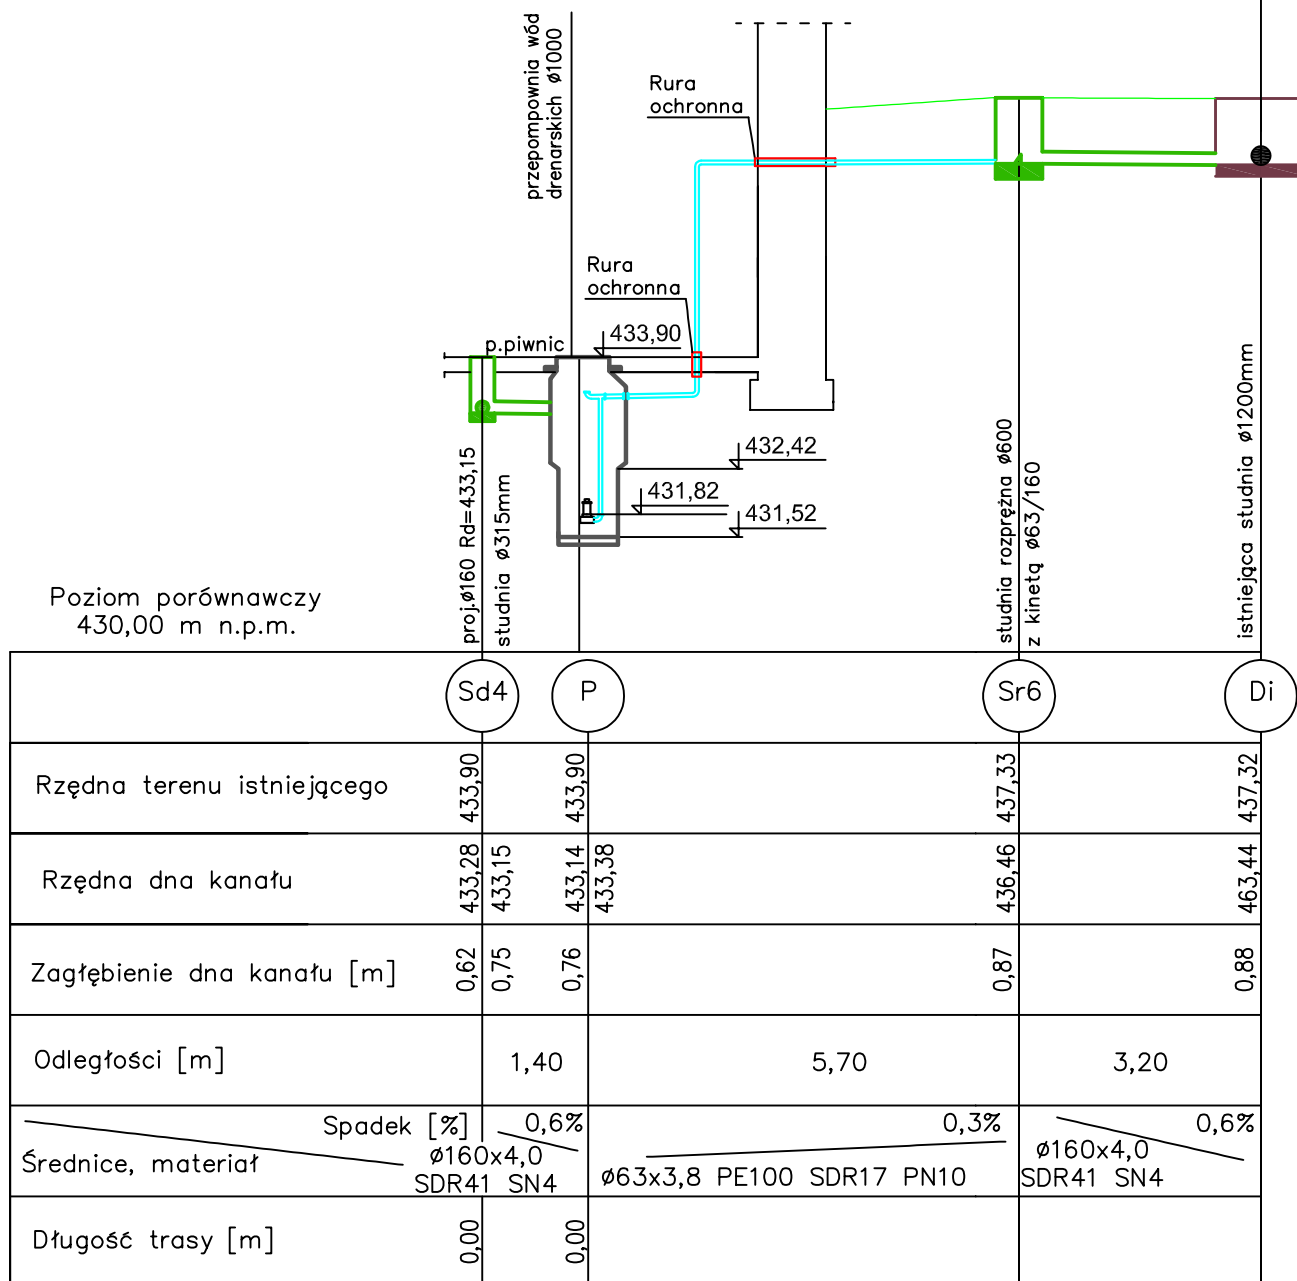 przepompownia wód
drenarskich ø1000
Rura
ochronna
Rura
ochronna
p.piwnic
433,90
432,42
431,82
431,52
proj.ø160 Rd=433,15
studnia ø315mm
studnia rozprężna ø600
z kinetą ø63/160
istniejąca studnia ø1200mm
Poziom porównawczy
430,00 m n.p.m.
Sd4 P Sr6 Di
Rzędna terenu istniejącego 433,90 433,90 437,33 437,32
Rzędna dna kanału 433,28 433,15 433,14 433,38 436,46 463,44
Zagłębienie dna kanału [m] 0,62 0,75 0,76 0,87 0,88
Odległości [m] 1,40 5,70 3,20
Spadek [%] 0,6% 0,3% 0,6%
Średnice, materiał
ø160x4,0
SDR41 SN4
ø63x3,8 PE100 SDR17 PN10
ø160x4,0
SDR41 SN4
Długość trasy [m] 0,00 0,00